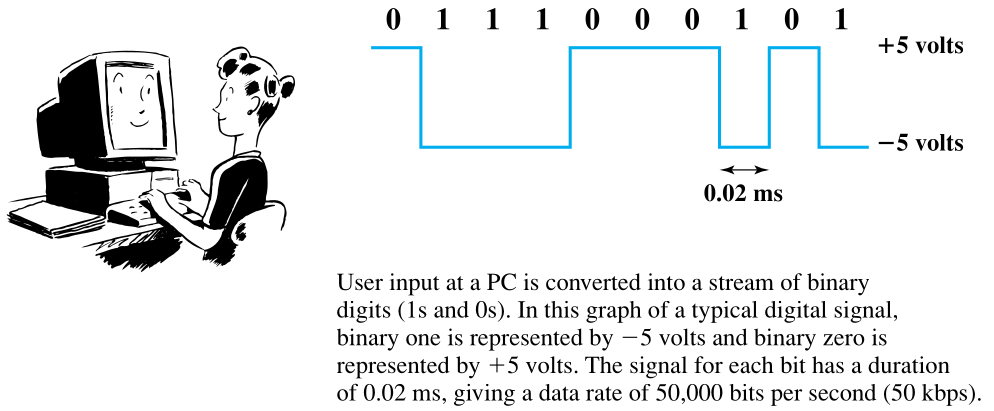 0 1 1 1 0 0 0 1 0 1
+5 volts
−5 volts
0.02 ms
User input at a PC is converted into a stream of binary
digits (1s and 0s). In this graph of a typical digital signal,
binary one is represented by −5 volts and binary zero is
represented by +5 volts. The signal for each bit has a duration
of 0.02 ms, giving a data rate of 50,000 bits per second (50 kbps).